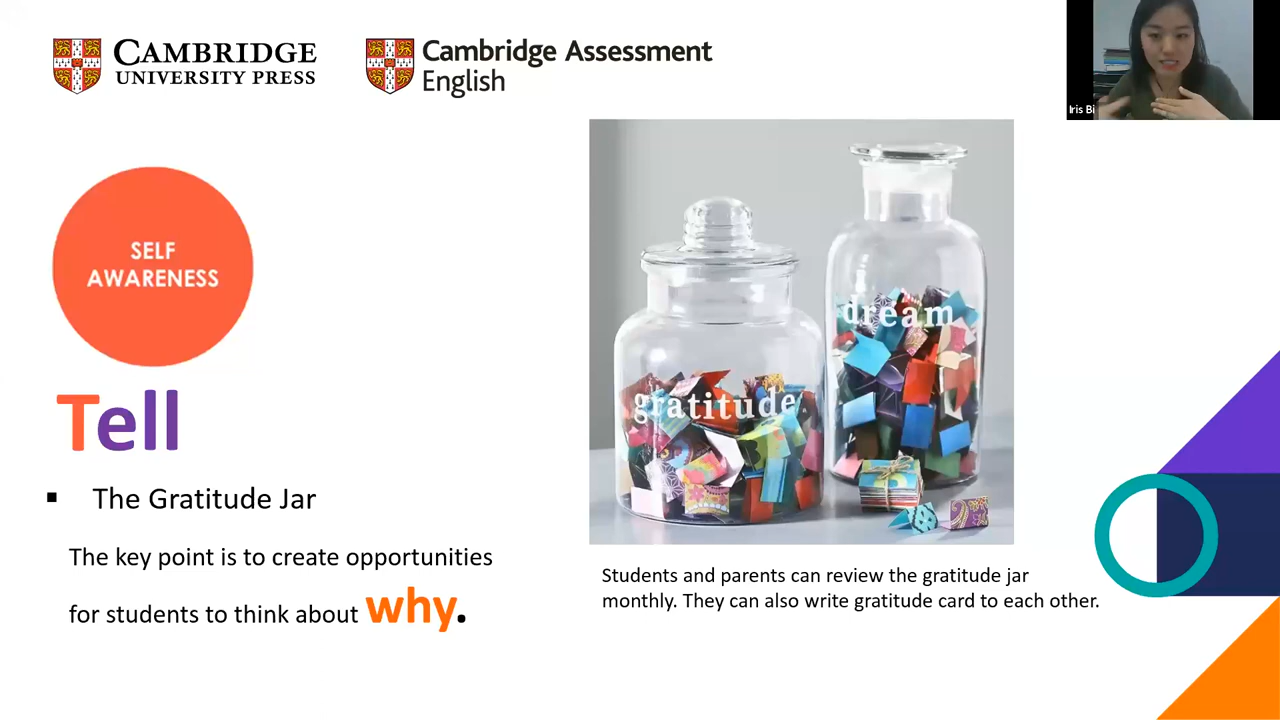 CAMBRIDGE
UNIVERSITY PRESS
Cambridge Assessment
English
Iris Bi
SELF
AWARENESS
dream
gratitude
Tell
▪ The Gratitude Jar
The key point is to create opportunities
for students to think about why.
Students and parents can review the gratitude jar
monthly. They can also write gratitude card to each other.